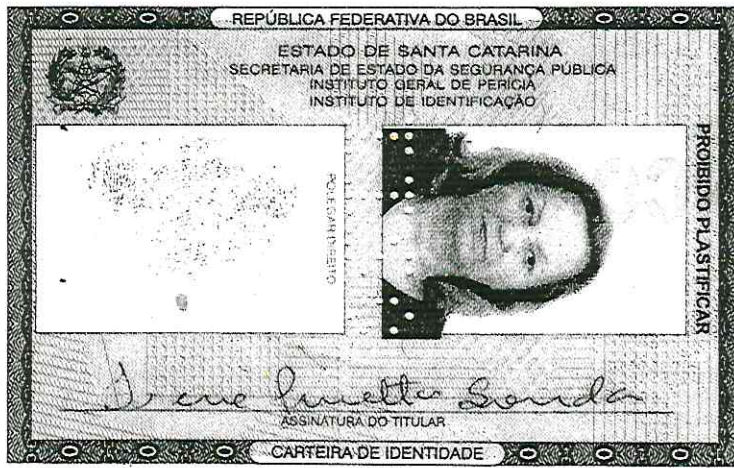 REPÚBLICA FEDERATIVA DO BRASIL
ESTADO DE SANTA CATARINA
SECRETARIA DE ESTADO DA SEGURANÇA PÚBLICA
INSTITUTO GERAL DE PERÍCIA
INSTITUTO DE IDENTIFICAÇÃO
POLEGAR DIREITO
PROIBIDO PLASTIFICAR
ASSINATURA DO TITULAR
CARTEIRA DE IDENTIDADE